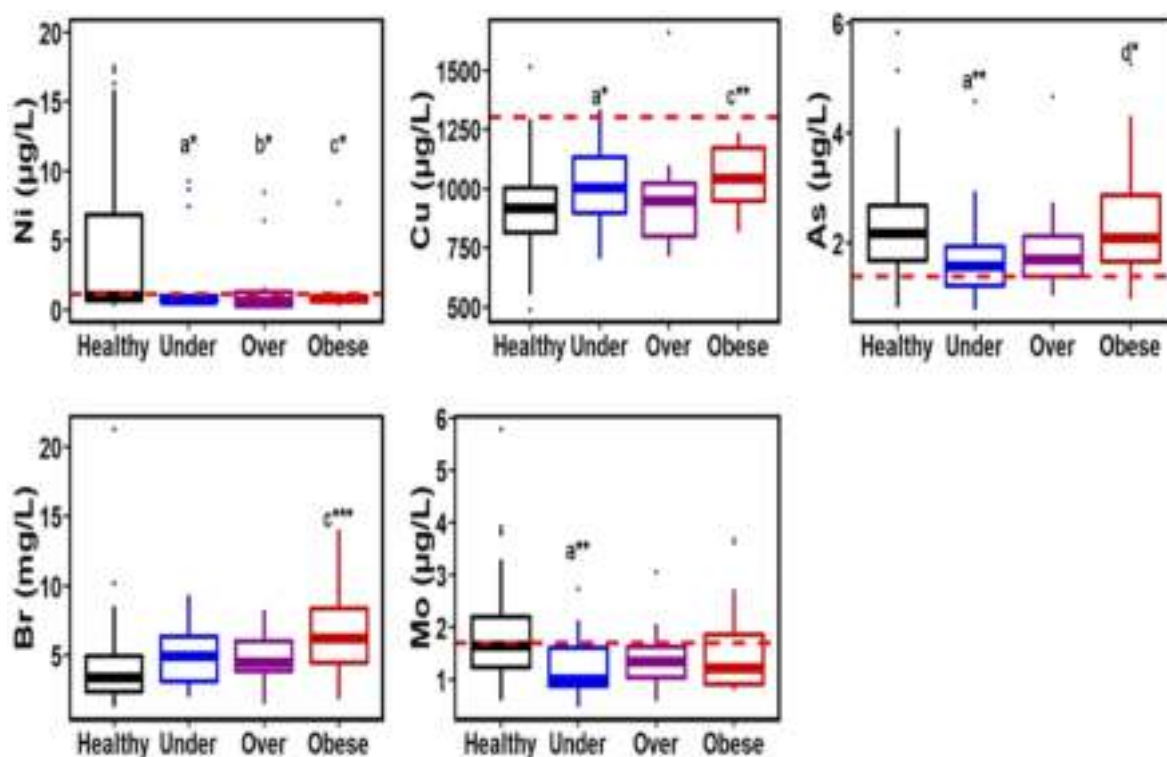 Ni (µg/L)
20
15
10
5
0
a*
b*
c*
Healthy Under Over Obese
Cu (µg/L)
1500
1250
1000
750
500
a*
c**
Healthy Under Over Obese
As (µg/L)
6
4
2
a**
d*
Healthy Under Over Obese
Br (mg/L)
20
15
10
5
c***
Healthy Under Over Obese
Mo (µg/L)
6
5
4
3
2
1
a**
Healthy Under Over Obese